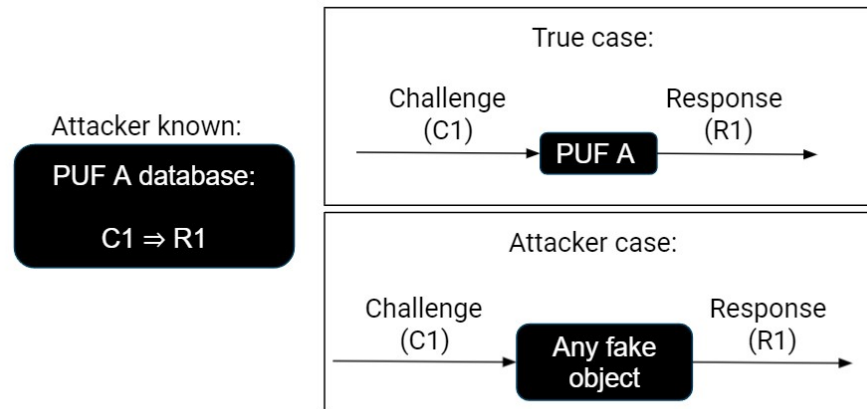 Attacker known:
PUF A database:
C1 ⇒ R1
True case:
Challenge
(C1)
PUF A
Response
(R1)
Attacker case:
Challenge
(C1)
Any fake
object
Response
(R1)